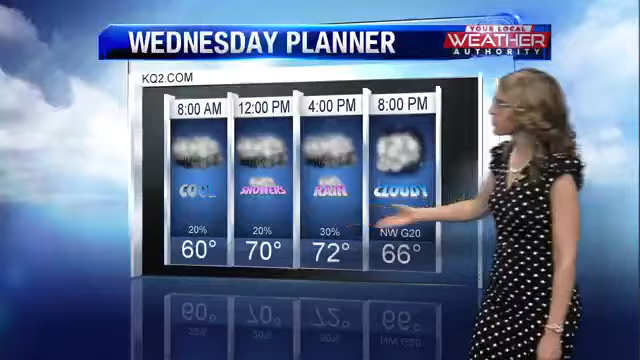 WEDNESDAY PLANNER
YOUR LOCAL
WEATHER
AUTHORITY
KQ2.COM
8:00 AM 12:00 PM 4:00 PM 8:00 PM
COOL SHOWERS RAIN CLOUDY
20% 20% 30% NW G20
60° 70° 72° 66°